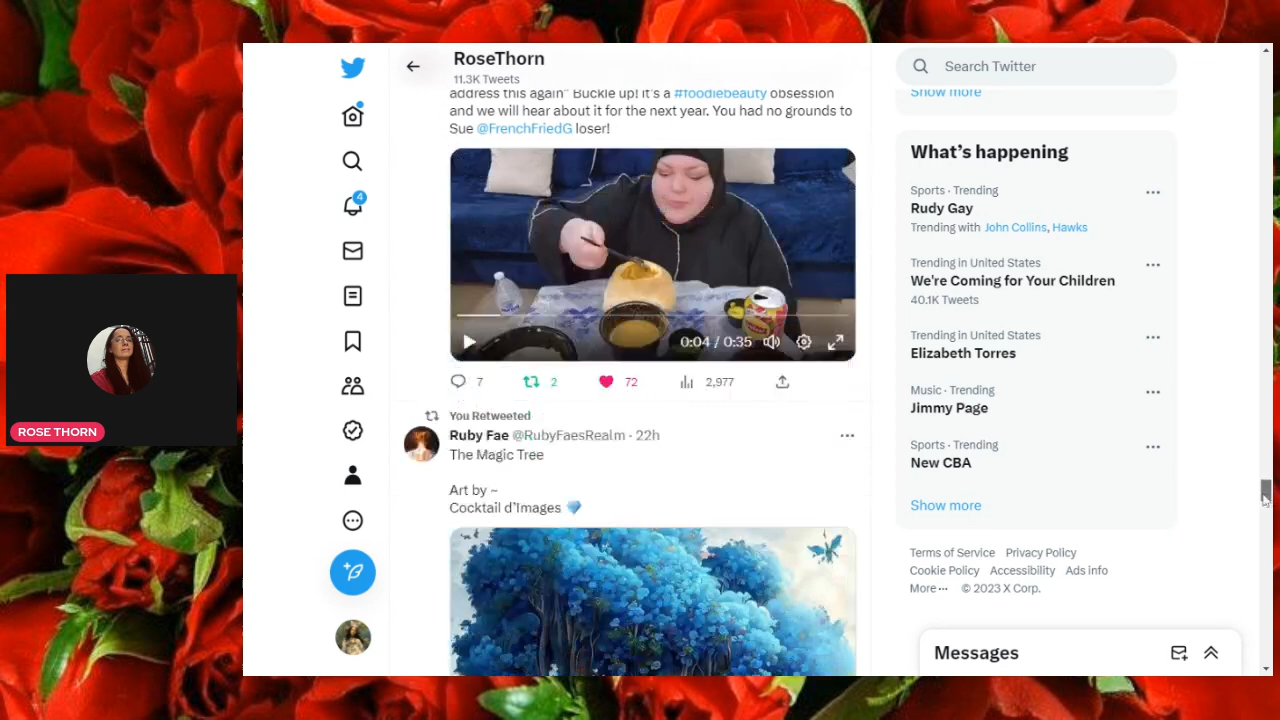 RoseThorn
11.3K Tweets
address this again" Buckle up! it's a #foodiebeauty obsession
and we will hear about it for the next year. You had no grounds to
Sue @FrenchFriedG loser!
0:04 / 0:35
7
2
72
2,977
You Retweeted
Ruby Fae @RubyFaesRealm · 22h
The Magic Tree
Art by ~
Cocktail d'Images
4
ROSE THORN
Search Twitter
Show more
What's happening
Sports · Trending
Rudy Gay
Trending with John Collins, Hawks
Trending in United States
We're Coming for Your Children
40.1K Tweets
Trending in United States
Elizabeth Torres
Music · Trending
Jimmy Page
Sports · Trending
New CBA
Show more
Terms of Service Privacy Policy
Cookie Policy Accessibility Ads info
More ··· © 2023 X Corp.
Messages